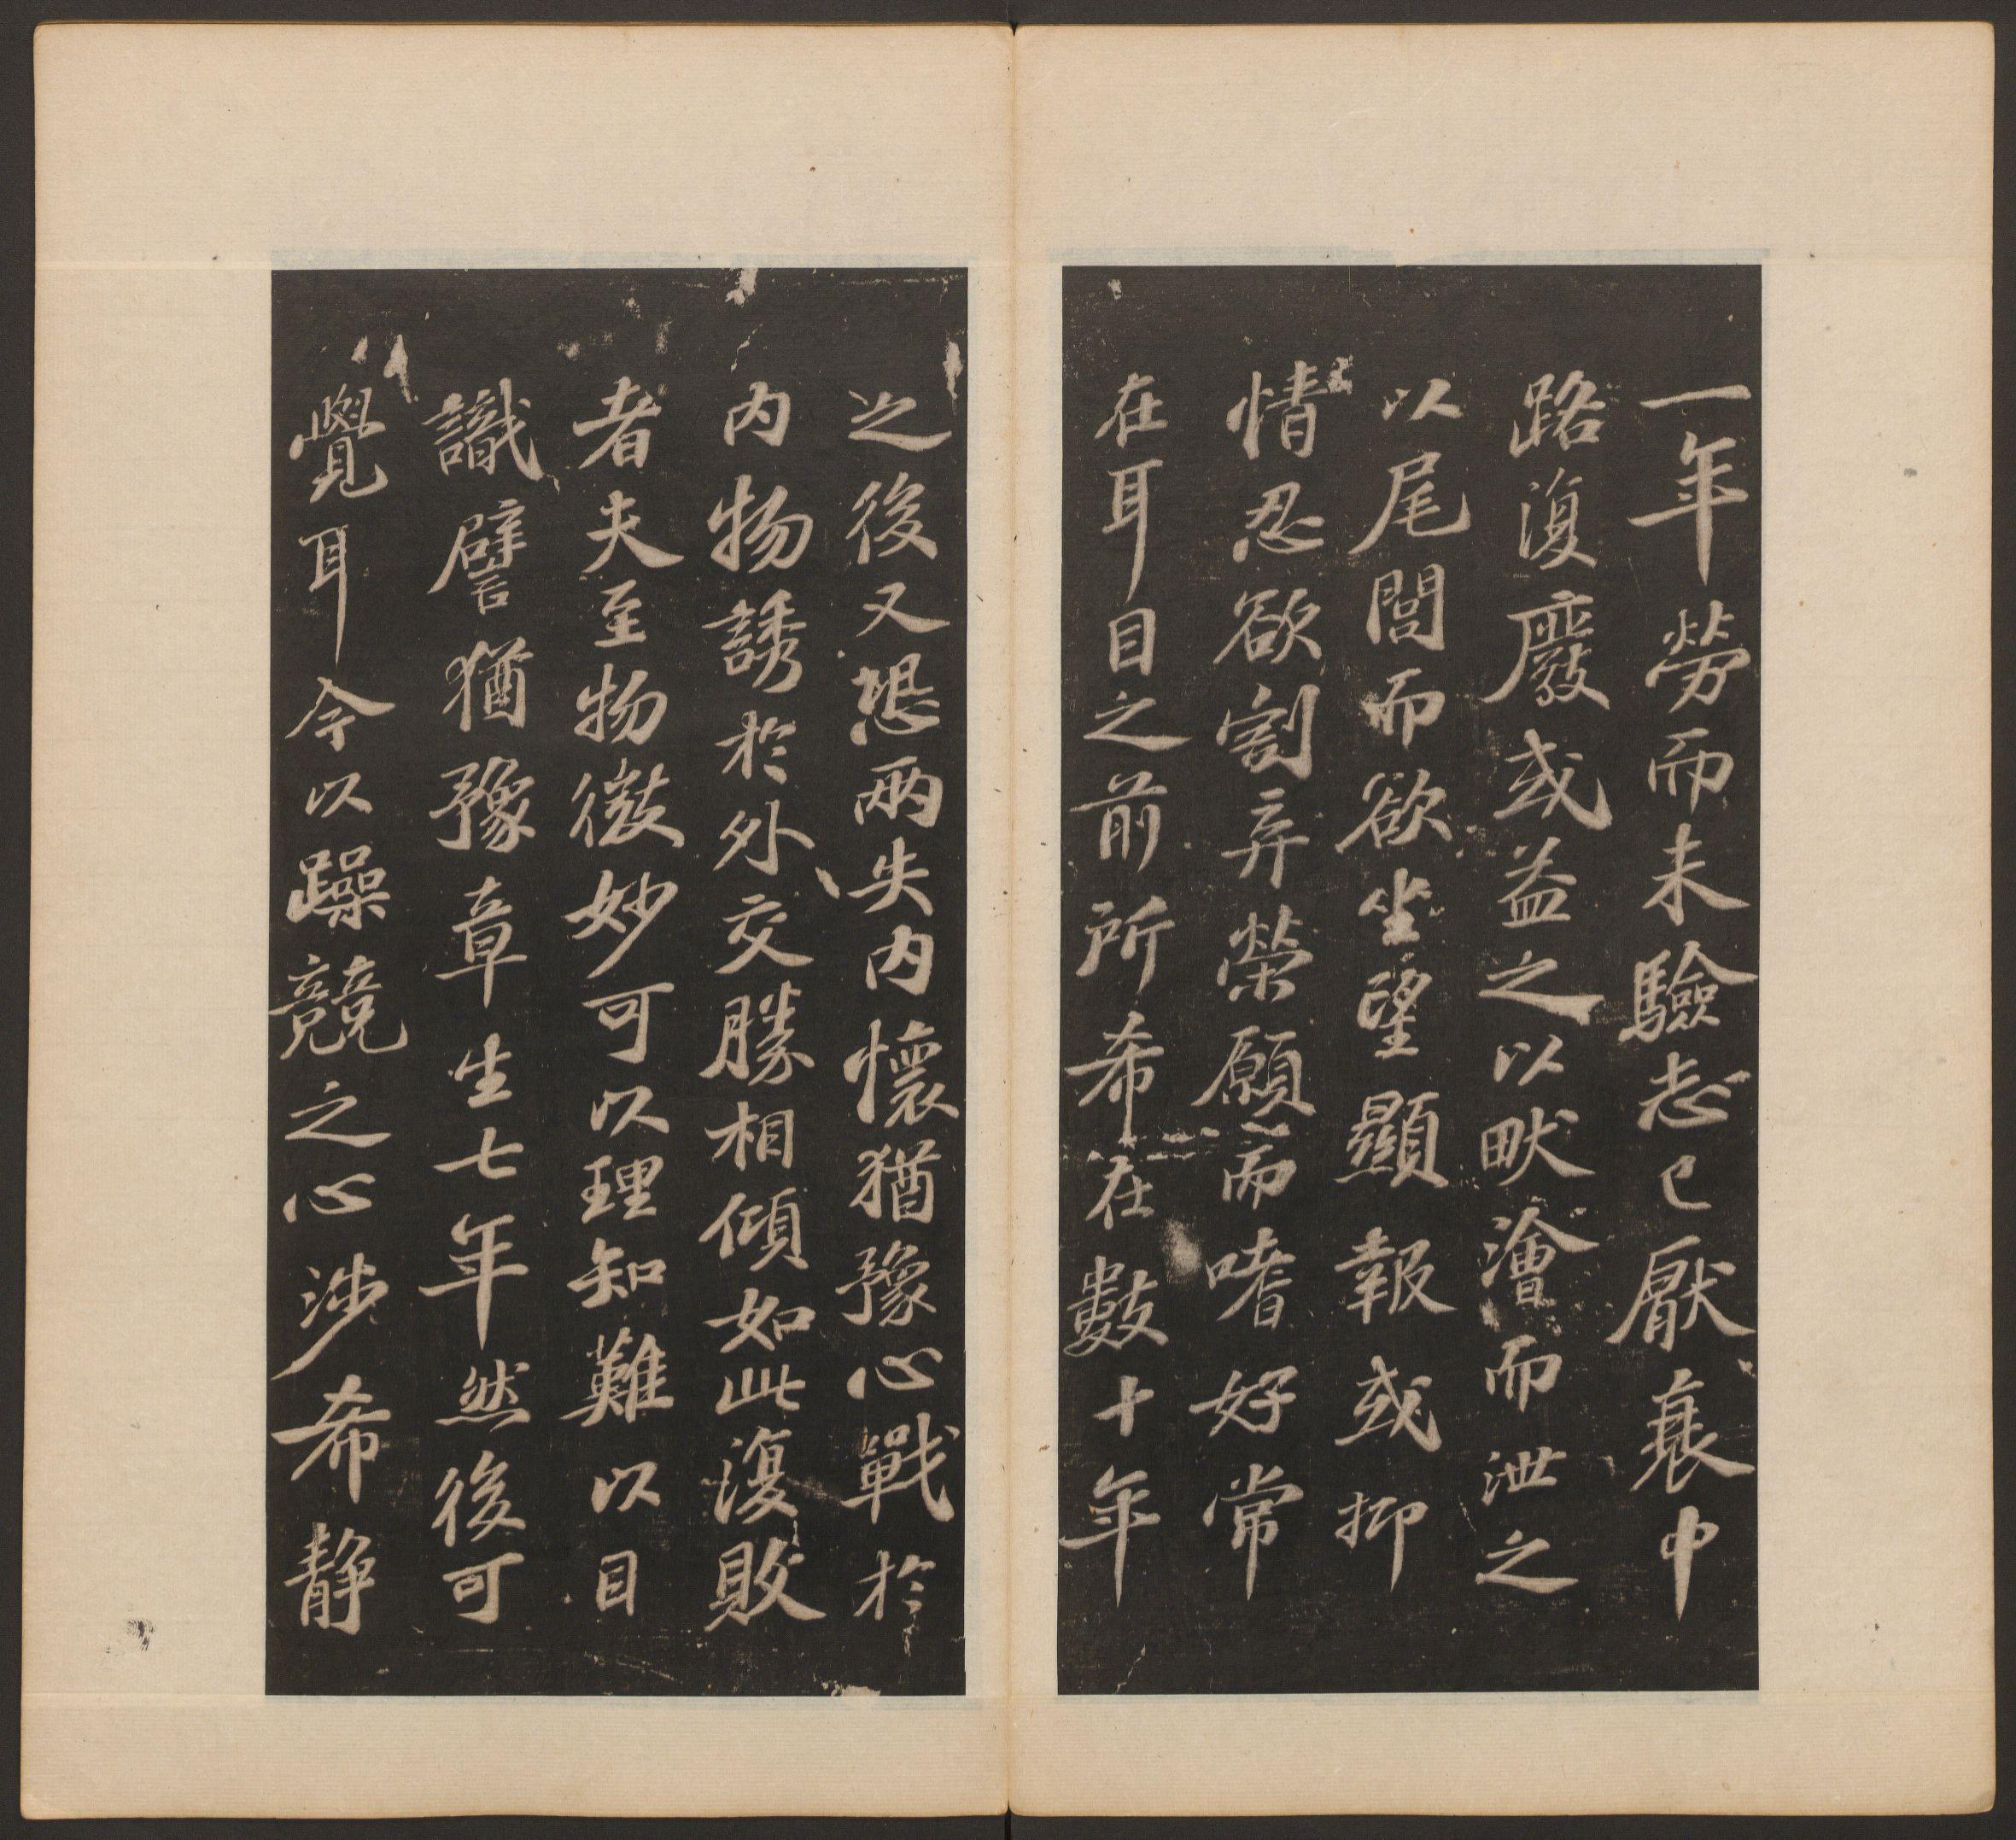 一年勞而未驗志已厭衰中
路復廢或益之以畎澮而泄之
以尾閭而欲坐望顯報或抑
情忍欲割弃榮願而嗜好常
在耳目之前所希在數十年
之後又恐兩失内懷猶豫心戰於
内物誘於外交賒相傾如此復敗
者夫至物微妙可以理知難以目
識譬猶豫章生七年然後可
覺耳今以躁競之心涉希静